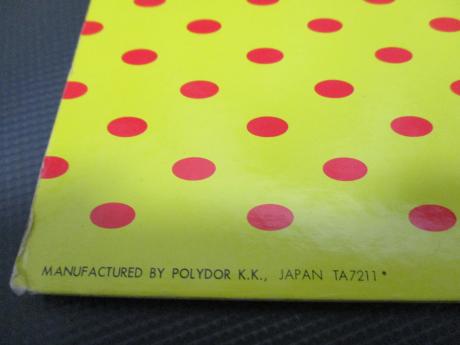 MANUFACTURED BY POLYDOR K.K., JAPAN TA7211*